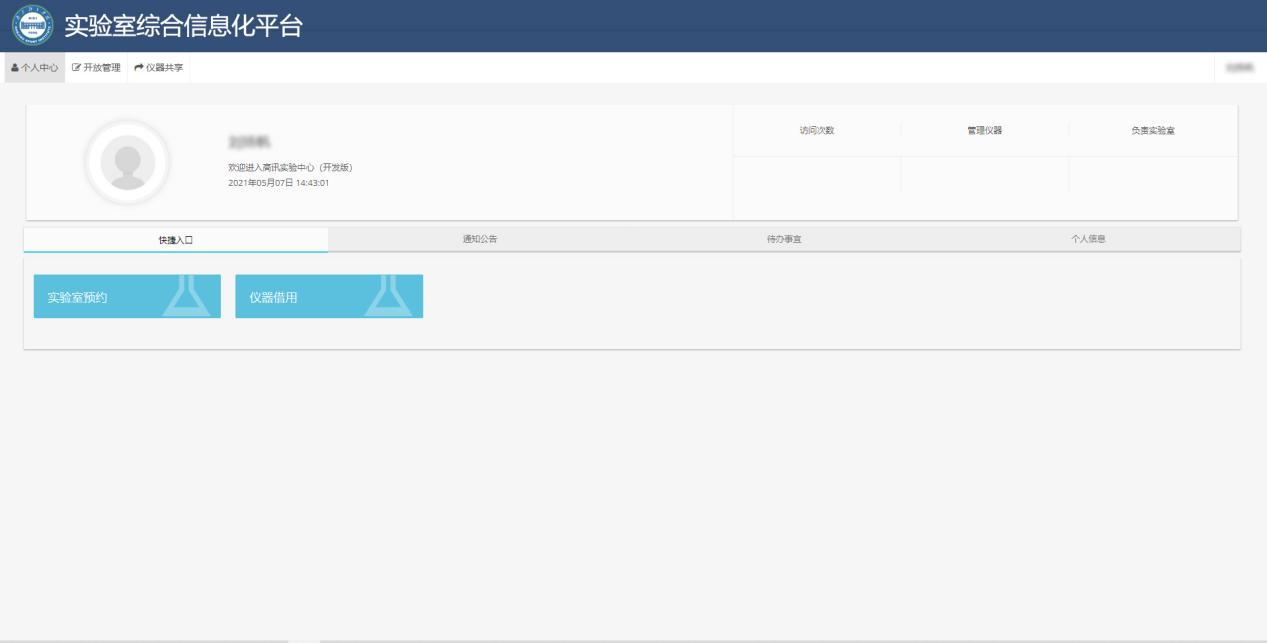 实验室综合信息化平台
个人中心 开放管理 仪器共享
欢迎进入高讯实验中心（开发版）
2021年05月07日 14:43:01
访问次数 管理仪器 负责实验室
快捷入口 通知公告 待办事宜 个人信息
实验室预约 仪器借用